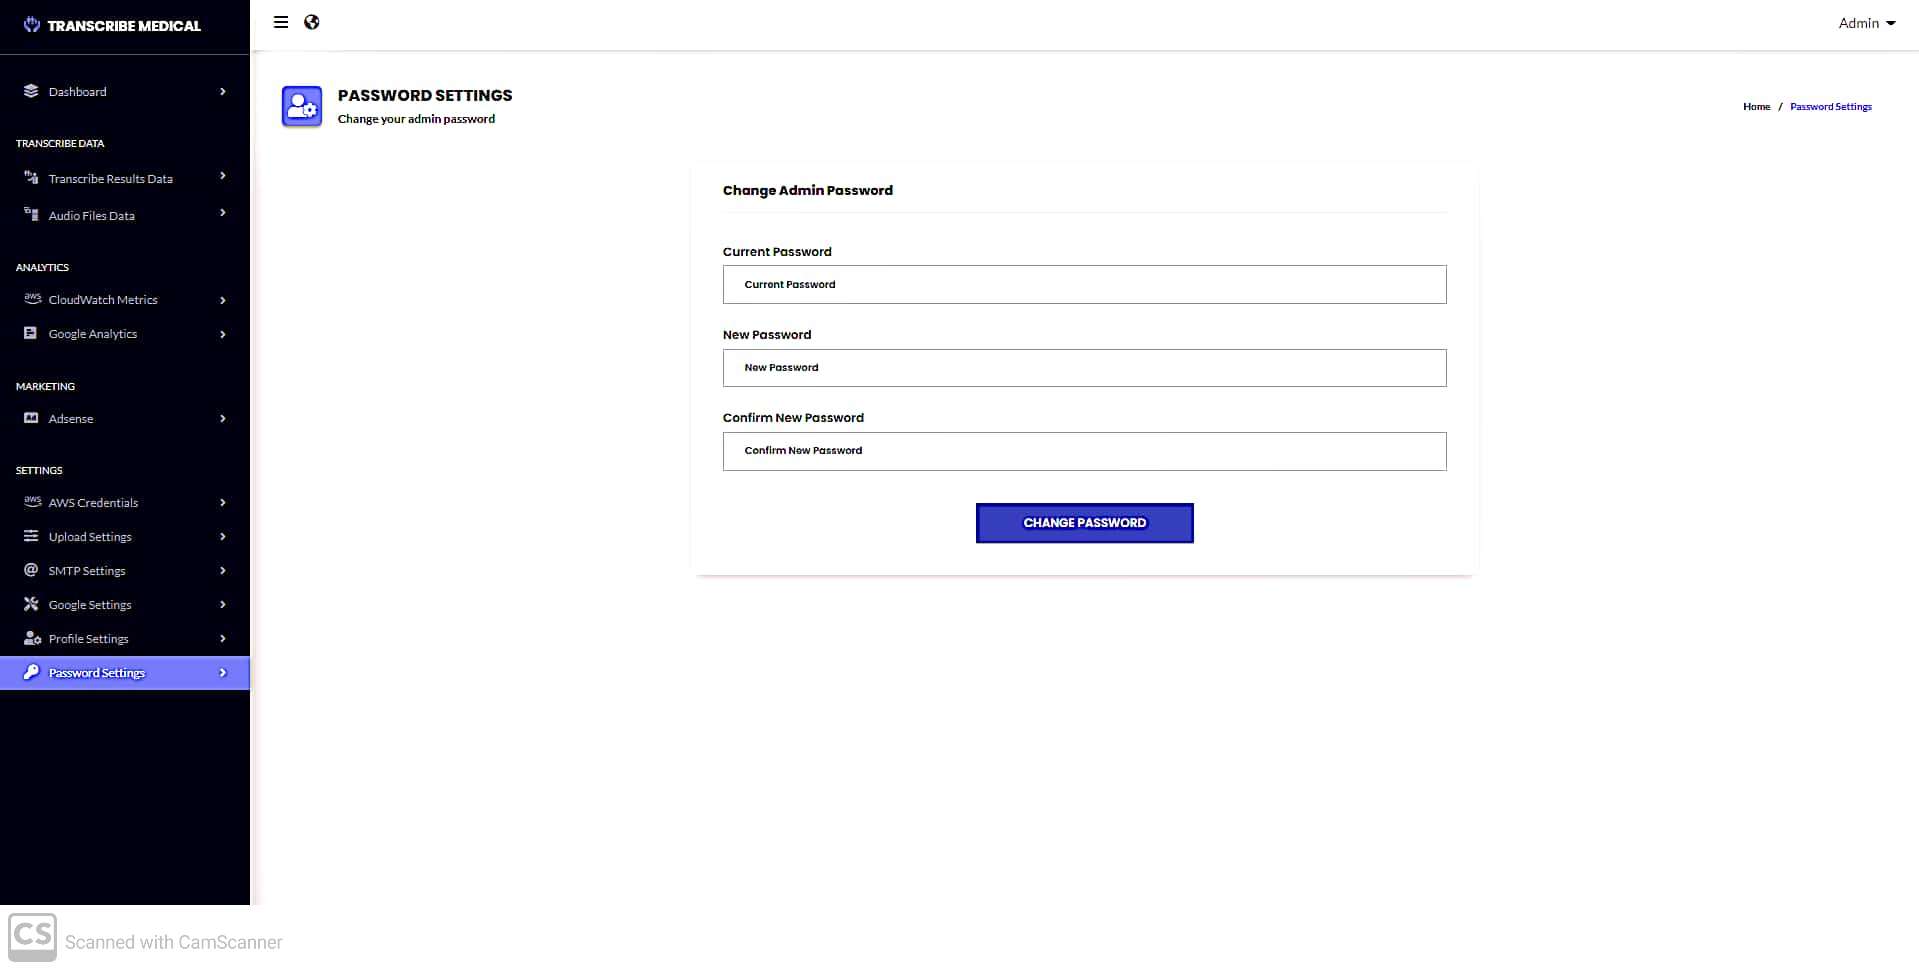 TRANSCRIBE MEDICAL
Admin
Dashboard
TRANSCRIBE DATA
Transcribe Results Data
Audio Files Data
ANALYTICS
aws CloudWatch Metrics
Google Analytics
MARKETING
Ad Adsense
SETTINGS
aws AWS Credentials
Upload Settings
@ SMTP Settings
Google Settings
Profile Settings
Password Settings
PASSWORD SETTINGS
Change your admin password
Home / Password Settings
Change Admin Password
Current Password
Current Password
New Password
New Password
Confirm New Password
Confirm New Password
CHANGE PASSWORD
CS Scanned with CamScanner